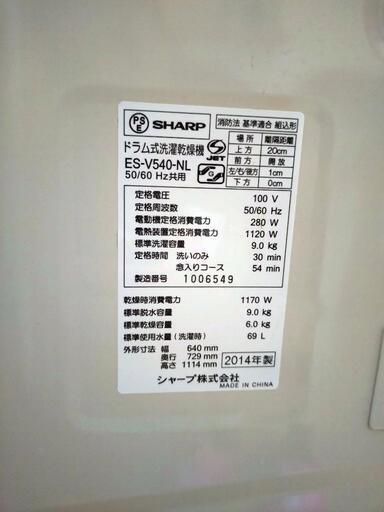 PS E SHARP
ドラム式洗濯乾燥機
ES-V540-NL
50/60 Hz共用
JET
S
消防法 基準適合 組込形
場所 離隔距離
上方 20cm
前方 開放
左/右/後方 1cm
下方 0cm
定格電圧 100 V
定格周波数 50/60 Hz
電動機定格消費電力 280 W
電熱装置定格消費電力 1120 W
標準洗濯容量 9.0 kg
定格時間 洗いのみ 30 min
念入りコース 54 min
製造番号 1006549
乾燥時消費電力 1170 W
標準脱水容量 9.0 kg
標準乾燥容量 6.0 kg
標準使用水量(洗濯時) 69 L
外形寸法 幅 640 mm
奥行 729 mm
高さ 1114 mm
2014年製
シャープ株式会社
MADE IN CHINA